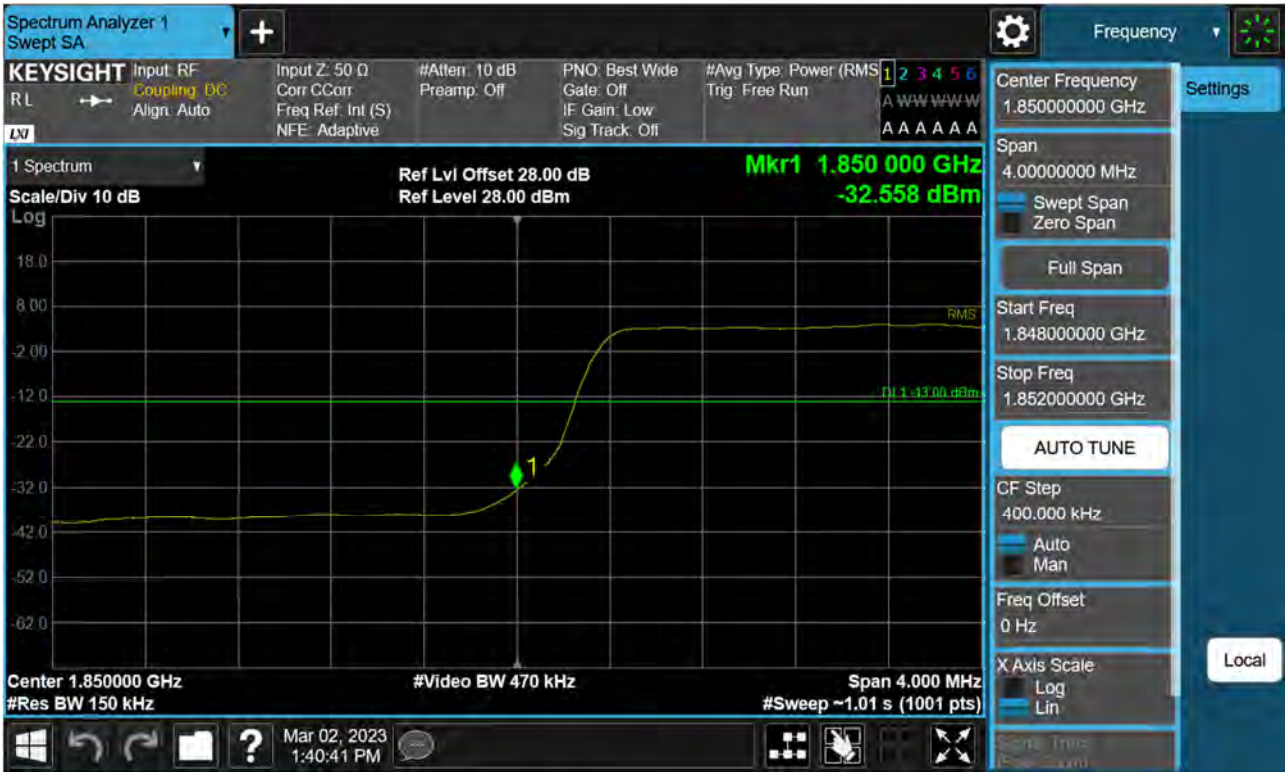 Spectrum Analyzer 1
Swept SA
+
Frequency
KEYSIGHT
RL
LXI
Input: RF
Coupling: DC
Align: Auto
Input Z: 50 Ω
Corr CCorr
Freq Ref: Int (S)
NFE: Adaptive
#Atten: 10 dB
Preamp: Off
PNO: Best Wide
Gate: Off
IF Gain: Low
Sig Track: Off
#Avg Type: Power (RMS
Trig: Free Run
1 2 3 4 5 6
A W W W W W
A A A A A A
1 Spectrum
Scale/Div 10 dB
Log
Ref Lvl Offset 28.00 dB
Ref Level 28.00 dBm
Mkr1 1.850 000 GHz
-32.558 dBm
18.0
8.00
-2.00
-12.0
-22.0
-32.0
-42.0
-52.0
-62.0
RMS
DL1 -13.00 dBm
1
Center 1.850000 GHz
#Res BW 150 kHz
#Video BW 470 kHz
Span 4.000 MHz
#Sweep ~1.01 s (1001 pts)
Center Frequency
1.850000000 GHz
Span
4.00000000 MHz
Swept Span
Zero Span
Full Span
Start Freq
1.848000000 GHz
Stop Freq
1.852000000 GHz
AUTO TUNE
CF Step
400.000 kHz
Auto
Man
Freq Offset
0 Hz
X Axis Scale
Log
Lin
Settings
Local
?
Mar 02, 2023
1:40:41 PM